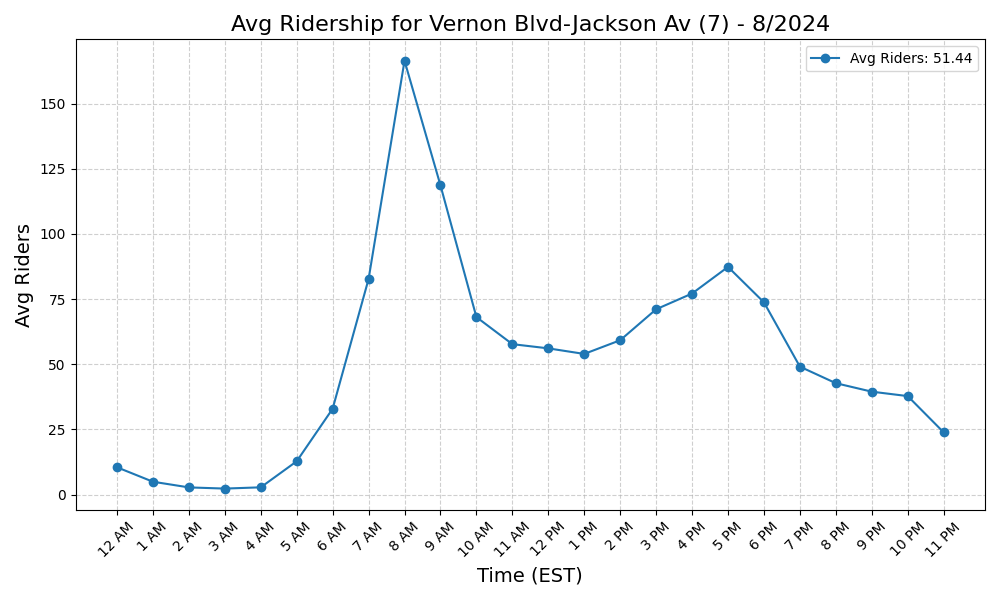 Avg Ridership for Vernon Blvd-Jackson Av (7) - 8/2024
Avg Riders: 51.44
Avg Riders
150
125
100
75
50
25
0
12 AM
1 AM
2 AM
3 AM
4 AM
5 AM
6 AM
7 AM
8 AM
9 AM
10 AM
11 AM
12 PM
1 PM
2 PM
3 PM
4 PM
5 PM
6 PM
7 PM
8 PM
9 PM
10 PM
11 PM
Time (EST)